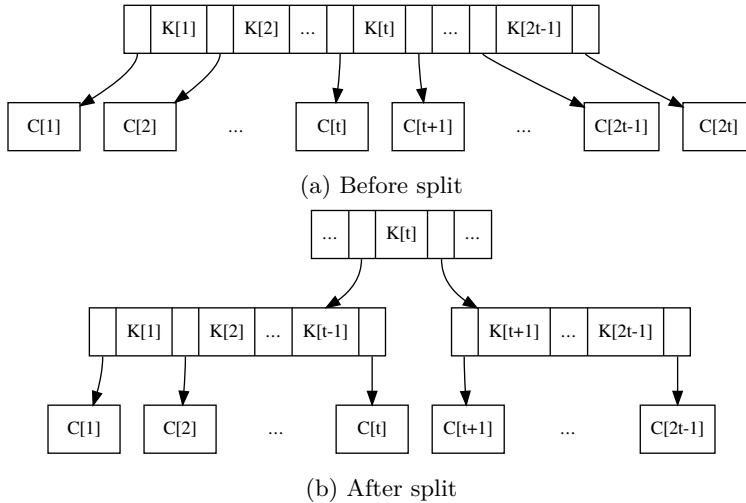 K[1] K[2] ... K[t] ... K[2t-1]
C[1] C[2] ... C[t] C[t+1] ... C[2t-1] C[2t]
(a) Before split
... K[t] ...
K[1] K[2] ... K[t-1] K[t+1] ... K[2t-1]
C[1] C[2] ... C[t] C[t+1] ... C[2t-1]
(b) After split